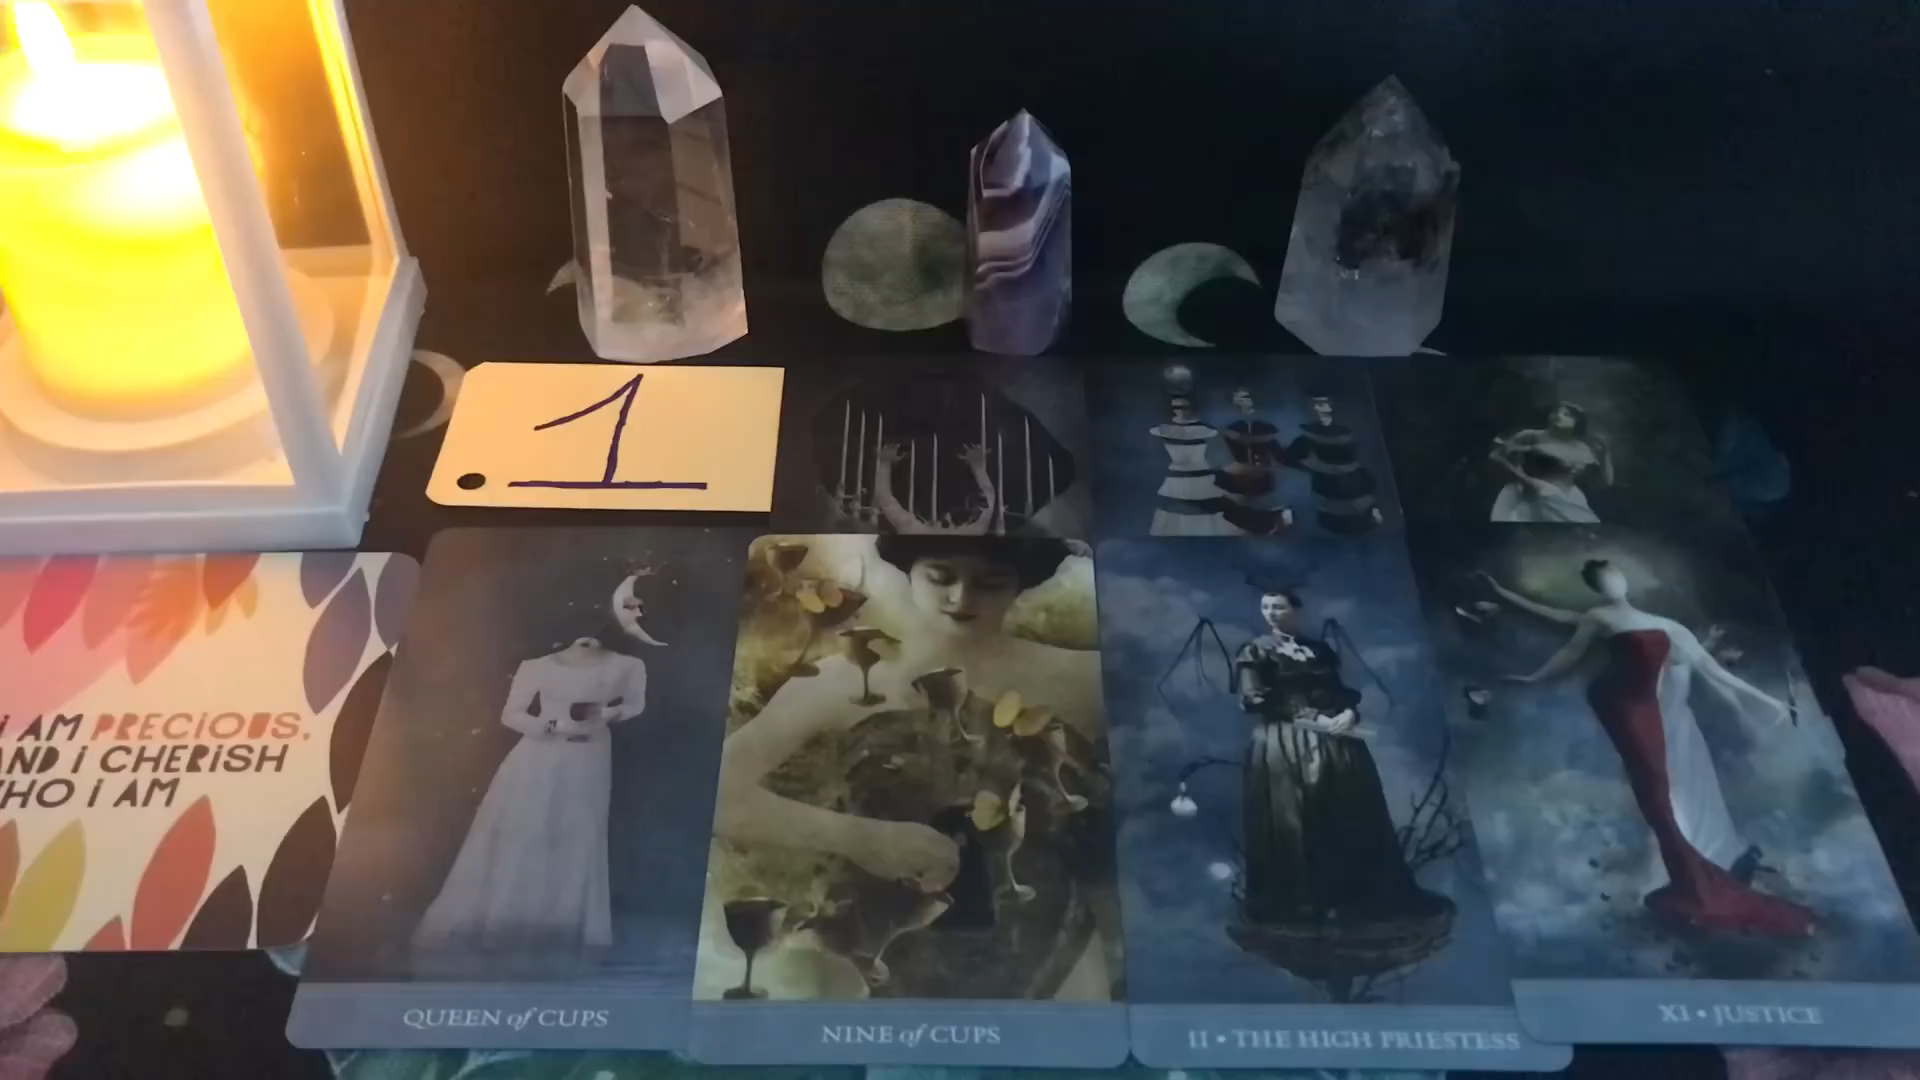 1
i AM PRECIOUS,
AND i CHERiSH
WHO i AM
QUEEN of CUPS
NINE of CUPS
II • THE HIGH PRIESTESS
XI • JUSTICE